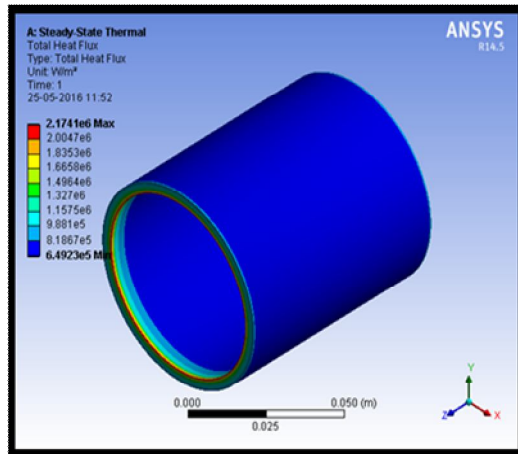 A: Steady-State Thermal
Total Heat Flux
Type: Total Heat Flux
Unit: W/m²
Time: 1
25-05-2016 11:52
ANSYS
R14.5
2.1741e6 Max
2.0047e6
1.8353e6
1.6658e6
1.4964e6
1.327e6
1.1575e6
9.881e5
8.1867e5
6.4923e5 Min
0.000
0.050 (m)
0.025
Y
Z
X